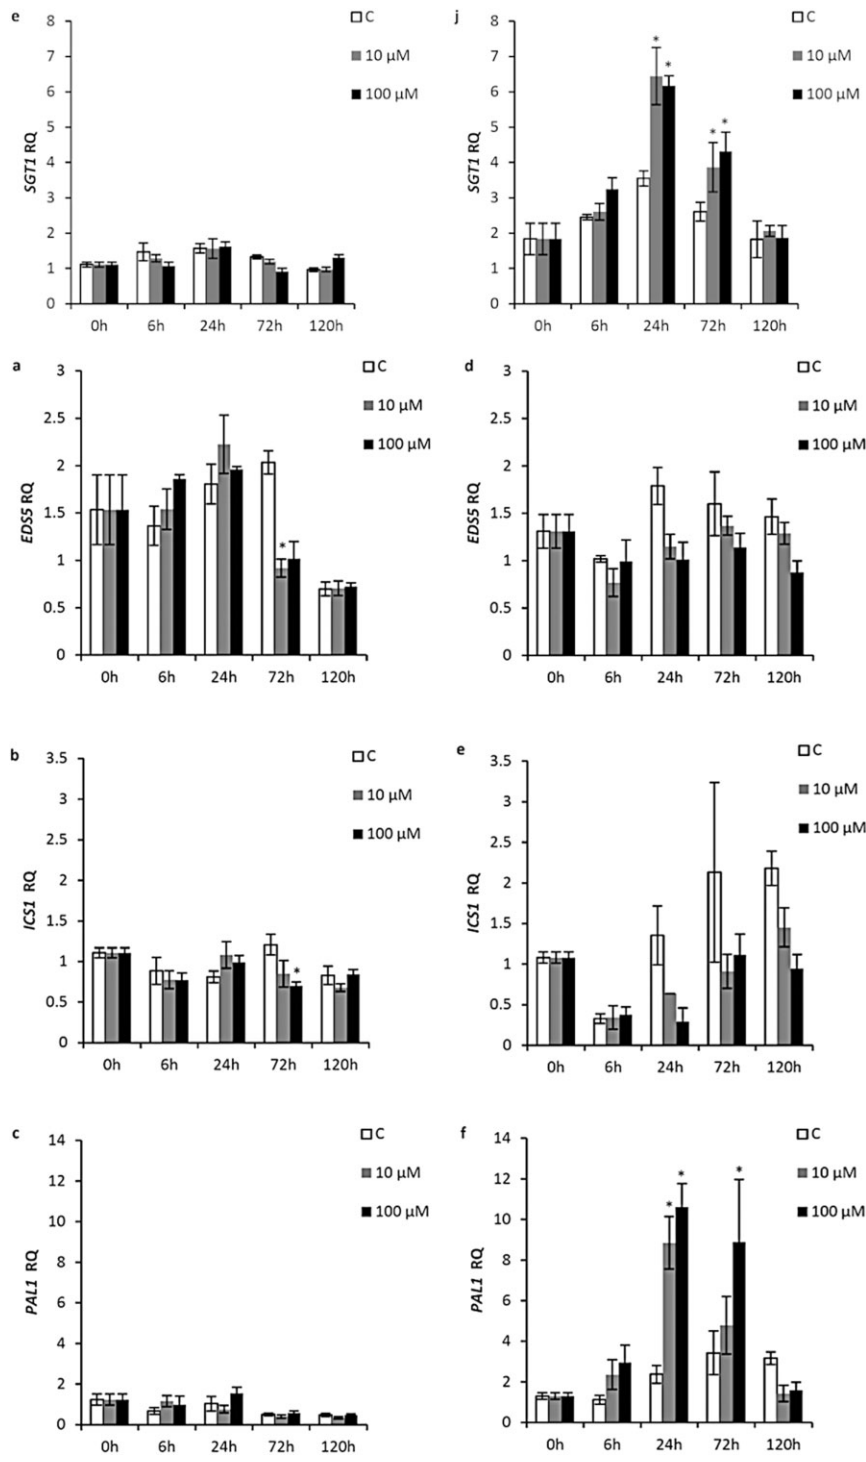 e
8
7
6
5
4
3
2
1
0
SGT1 RQ
C
10 µM
100 µM
0h 6h 24h 72h 120h
j
8
7
6
5
4
3
2
1
0
SGT1 RQ
* * * *
C
10 µM
100 µM
0h 6h 24h 72h 120h
a
3
2.5
2
1.5
1
0.5
0
EDS5 RQ
*
C
10 µM
100 µM
0h 6h 24h 72h 120h
d
3
2.5
2
1.5
1
0.5
0
EDS5 RQ
C
10 µM
100 µM
0h 6h 24h 72h 120h
b
3.5
3
2.5
2
1.5
1
0.5
0
ICS1 RQ
*
C
10 µM
100 µM
0h 6h 24h 72h 120h
e
3.5
3
2.5
2
1.5
1
0.5
0
ICS1 RQ
C
10 µM
100 µM
0h 6h 24h 72h 120h
c
14
12
10
8
6
4
2
0
PAL1 RQ
C
10 µM
100 µM
0h 6h 24h 72h 120h
f
14
12
10
8
6
4
2
0
PAL1 RQ
* * *
C
10 µM
100 µM
0h 6h 24h 72h 120h